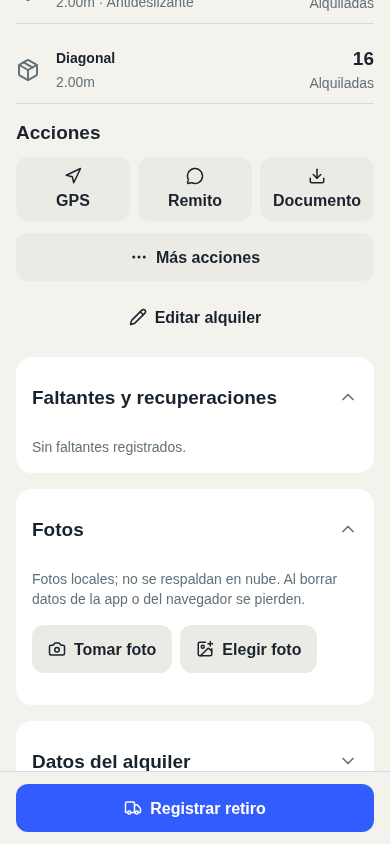 2.00m · Antideslizante
Alquiladas
Diagonal
16
2.00m
Alquiladas
Acciones
GPS
Remito
Documento
Más acciones
Editar alquiler
Faltantes y recuperaciones
Sin faltantes registrados.
Fotos
Fotos locales; no se respaldan en nube. Al borrar
datos de la app o del navegador se pierden.
Tomar foto
Elegir foto
Datos del alquiler
Registrar retiro